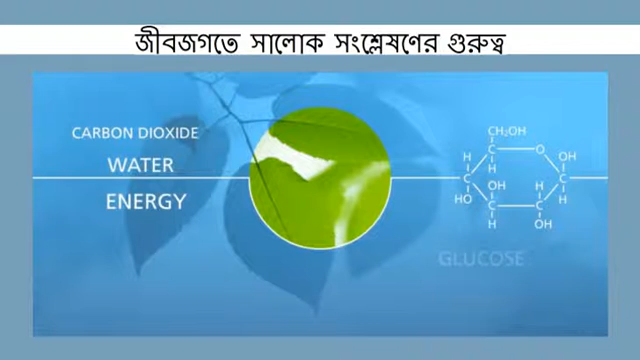 জীবজগতে সালোক সংশ্লেষণের গুরুত্ব
CARBON DIOXIDE
WATER
ENERGY
CH₂OH
C O
H H OH
C OH H C
HO C C H
H OH
GLUCOSE